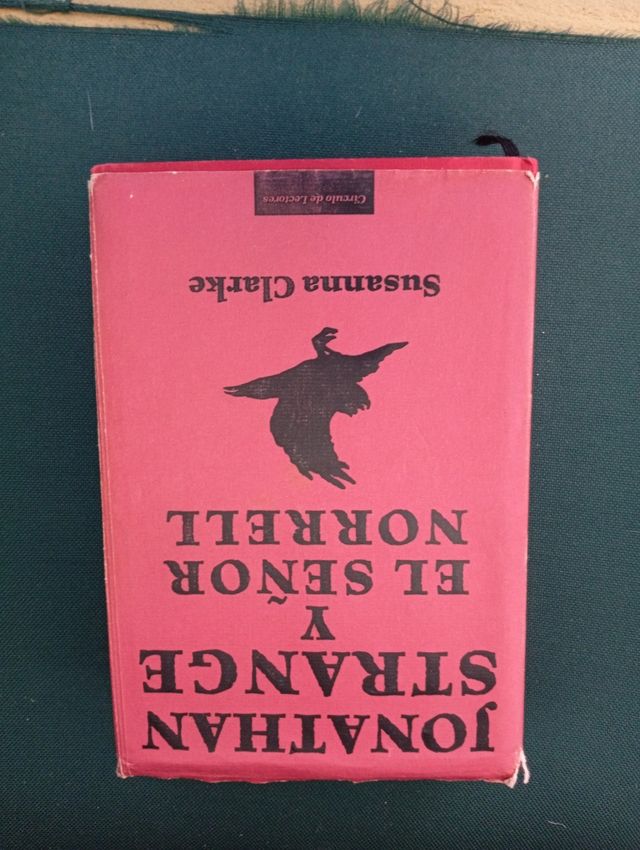 JONATHAN
STRANGE
Y
EL SEÑOR
NORRELL
Susanna Clarke
Círculo de Lectores